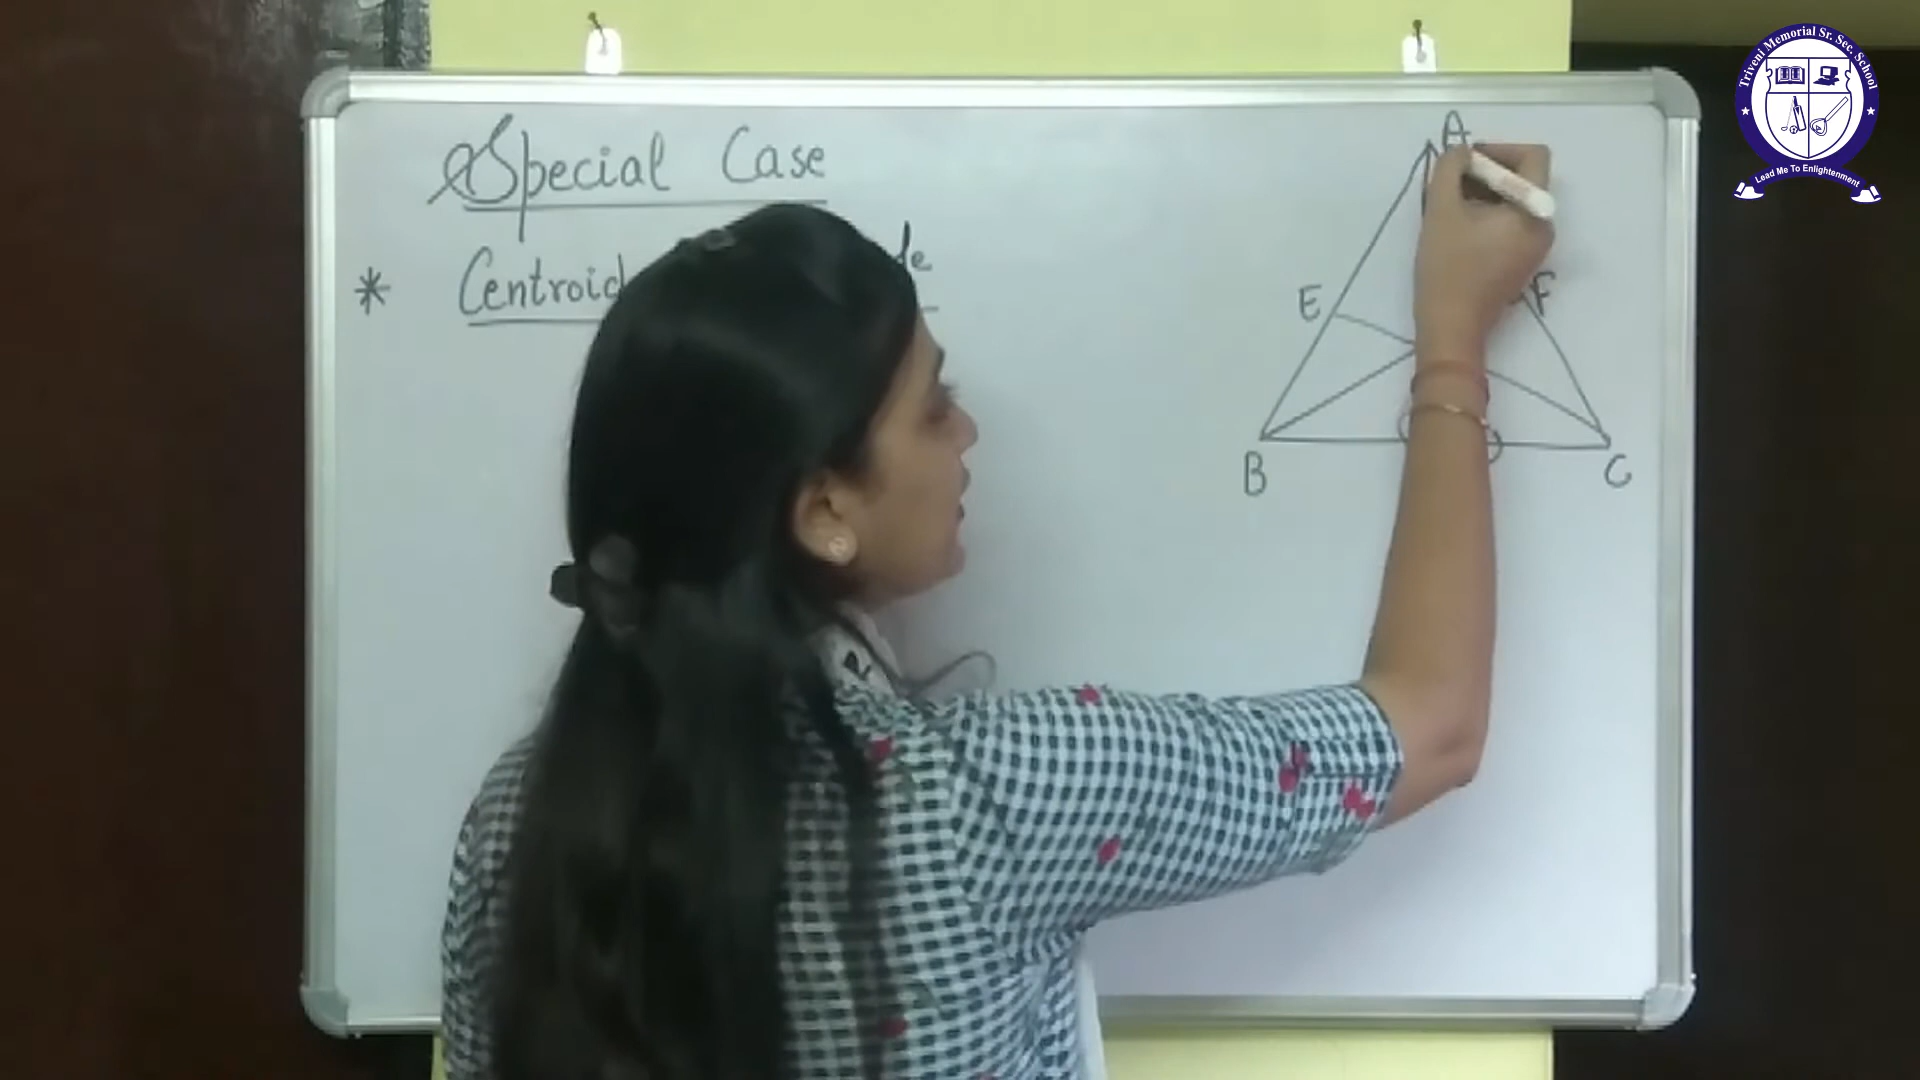 Special Case
* Centroid
A
E
F
B
C
Triveni Memorial Sr. Sec. School
Lead Me To Enlightenment